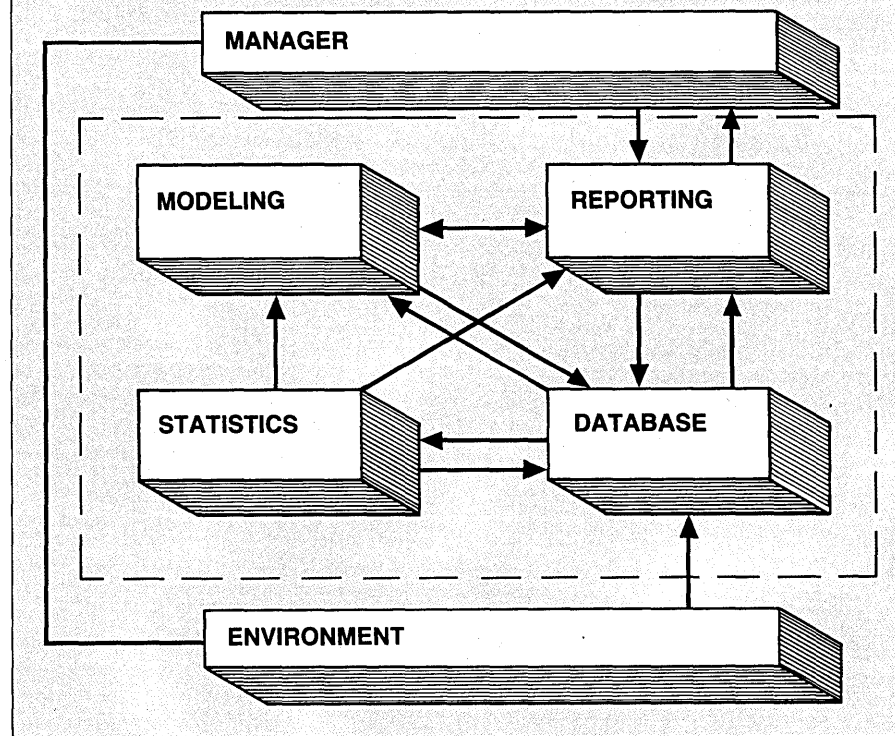 MANAGER
MODELING
REPORTING
STATISTICS
DATABASE
ENVIRONMENT